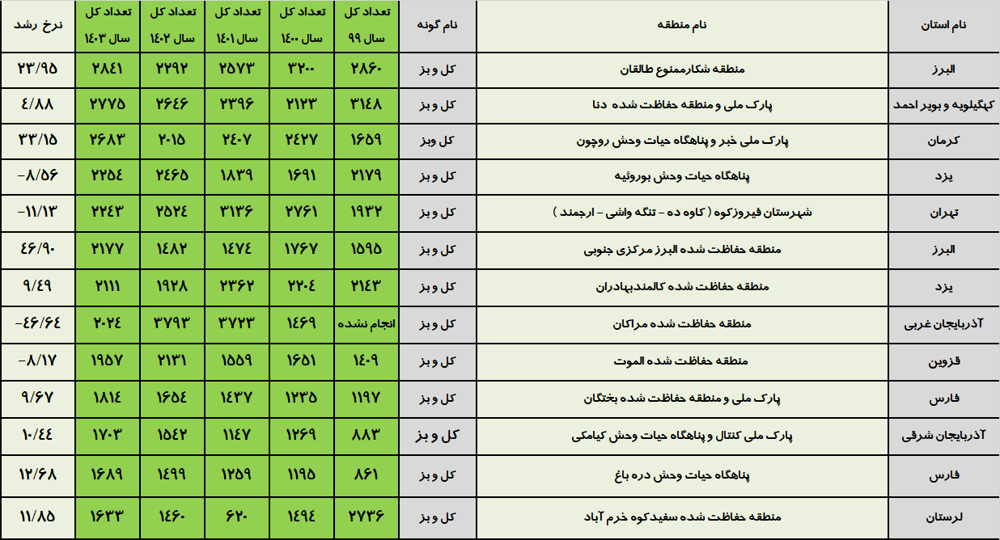 نام استان	نام منطقه	نام گونه	تعداد کل سال ۹۹	تعداد کل سال ۱۴۰۰	تعداد کل سال ۱۴۰۱	تعداد کل سال ۱۴۰۲	تعداد کل سال ۱۴۰۳	نرخ رشد
البرز	منطقه شکارممنوع طالقان	کل و بز	۲۸۶۰	۳۲۰۰	۲۵۷۳	۲۲۹۲	۲۸۴۱	۲۳/۹۵
کهگیلویه و بویر احمد	پارک ملی و منطقه حفاظت شده دنا	کل و بز	۳۱۴۸	۲۱۲۳	۲۳۹۶	۲۶۴۶	۲۷۷۵	۴/۸۸
کرمان	پارک ملی خبر و پناهگاه حیات وحش روچون	کل وبز	۱۶۵۹	۲۴۲۷	۲۴۰۷	۲۰۱۵	۲۶۸۳	۳۳/۱۵
یزد	پناهگاه حیات وحش بوروئیه	کل و بز	۲۱۷۹	۱۶۹۱	۱۸۳۹	۲۴۶۵	۲۲۵۴	-۸/۵۶
تهران	شهرستان فیروزکوه ( کاوه ده - تنگه واشی - ارجمند )	کل و بز	۱۹۳۲	۲۷۶۱	۳۱۳۶	۲۵۲۴	۲۲۴۳	-۱۱/۱۳
البرز	منطقه حفاظت شده البرز مرکزی جنوبی	کل و بز	۱۵۹۵	۱۷۶۷	۱۴۷۴	۱۴۸۲	۲۱۷۷	۴۶/۹۰
یزد	منطقه حفاظت شده کالمندبهادران	کل و بز	۲۱۴۳	۲۲۰۴	۲۳۶۲	۱۹۲۸	۲۱۱۱	۹/۴۹
آذربایجان غربی	منطقه حفاظت شده مراکان	کل و بز	انجام نشده	۱۴۶۹	۳۷۲۳	۳۷۹۳	۲۰۲۴	-۴۶/۶۴
قزوین	منطقه حفاظت شده الموت	کل و بز	۱۴۰۹	۱۶۵۱	۱۵۵۹	۲۱۳۱	۱۹۵۷	-۸/۱۷
فارس	پارک ملی و منطقه حفاظت شده بختگان	کل و بز	۱۱۹۷	۱۲۳۵	۱۴۳۷	۱۶۵۴	۱۸۱۴	۹/۶۷
آذربایجان شرقی	پارک ملی کنتال و پناهگاه حیات وحش کیامکی	کل و بز	۸۸۳	۱۲۶۹	۱۱۴۷	۱۵۴۲	۱۷۰۳	۱۰/۴۴
فارس	پناهگاه حیات وحش دره باغ	کل و بز	۸۶۱	۱۱۹۵	۱۲۵۹	۱۴۹۹	۱۶۸۹	۱۲/۶۸
لرستان	منطقه حفاظت شده سفیدکوه خرم آباد	کل و بز	۲۷۳۶	۱۴۹۴	۶۲۰	۱۴۶۰	۱۶۳۳	۱۱/۸۵